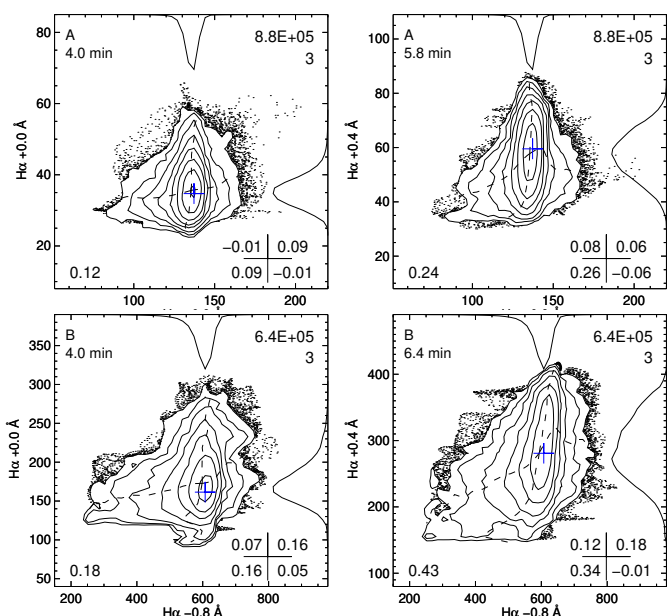 A 8.8E+05
4.0 min 3
80
60
40
20
Hα +0.0 Å
−0.01 0.09
0.09 −0.01
0.12
100 150 200
A 8.8E+05
5.8 min 3
100
80
60
40
20
Hα +0.4 Å
0.08 0.06
0.26 −0.06
0.24
100 150 200
B 6.4E+05
4.0 min 3
350
300
250
200
150
100
50
Hα +0.0 Å
0.07 0.16
0.16 0.05
0.18
200 400 600 800
Hα −0.8 Å
B 6.4E+05
6.4 min 3
400
300
200
100
Hα +0.4 Å
0.12 0.18
0.34 −0.01
0.43
200 400 600 800
Hα −0.8 Å